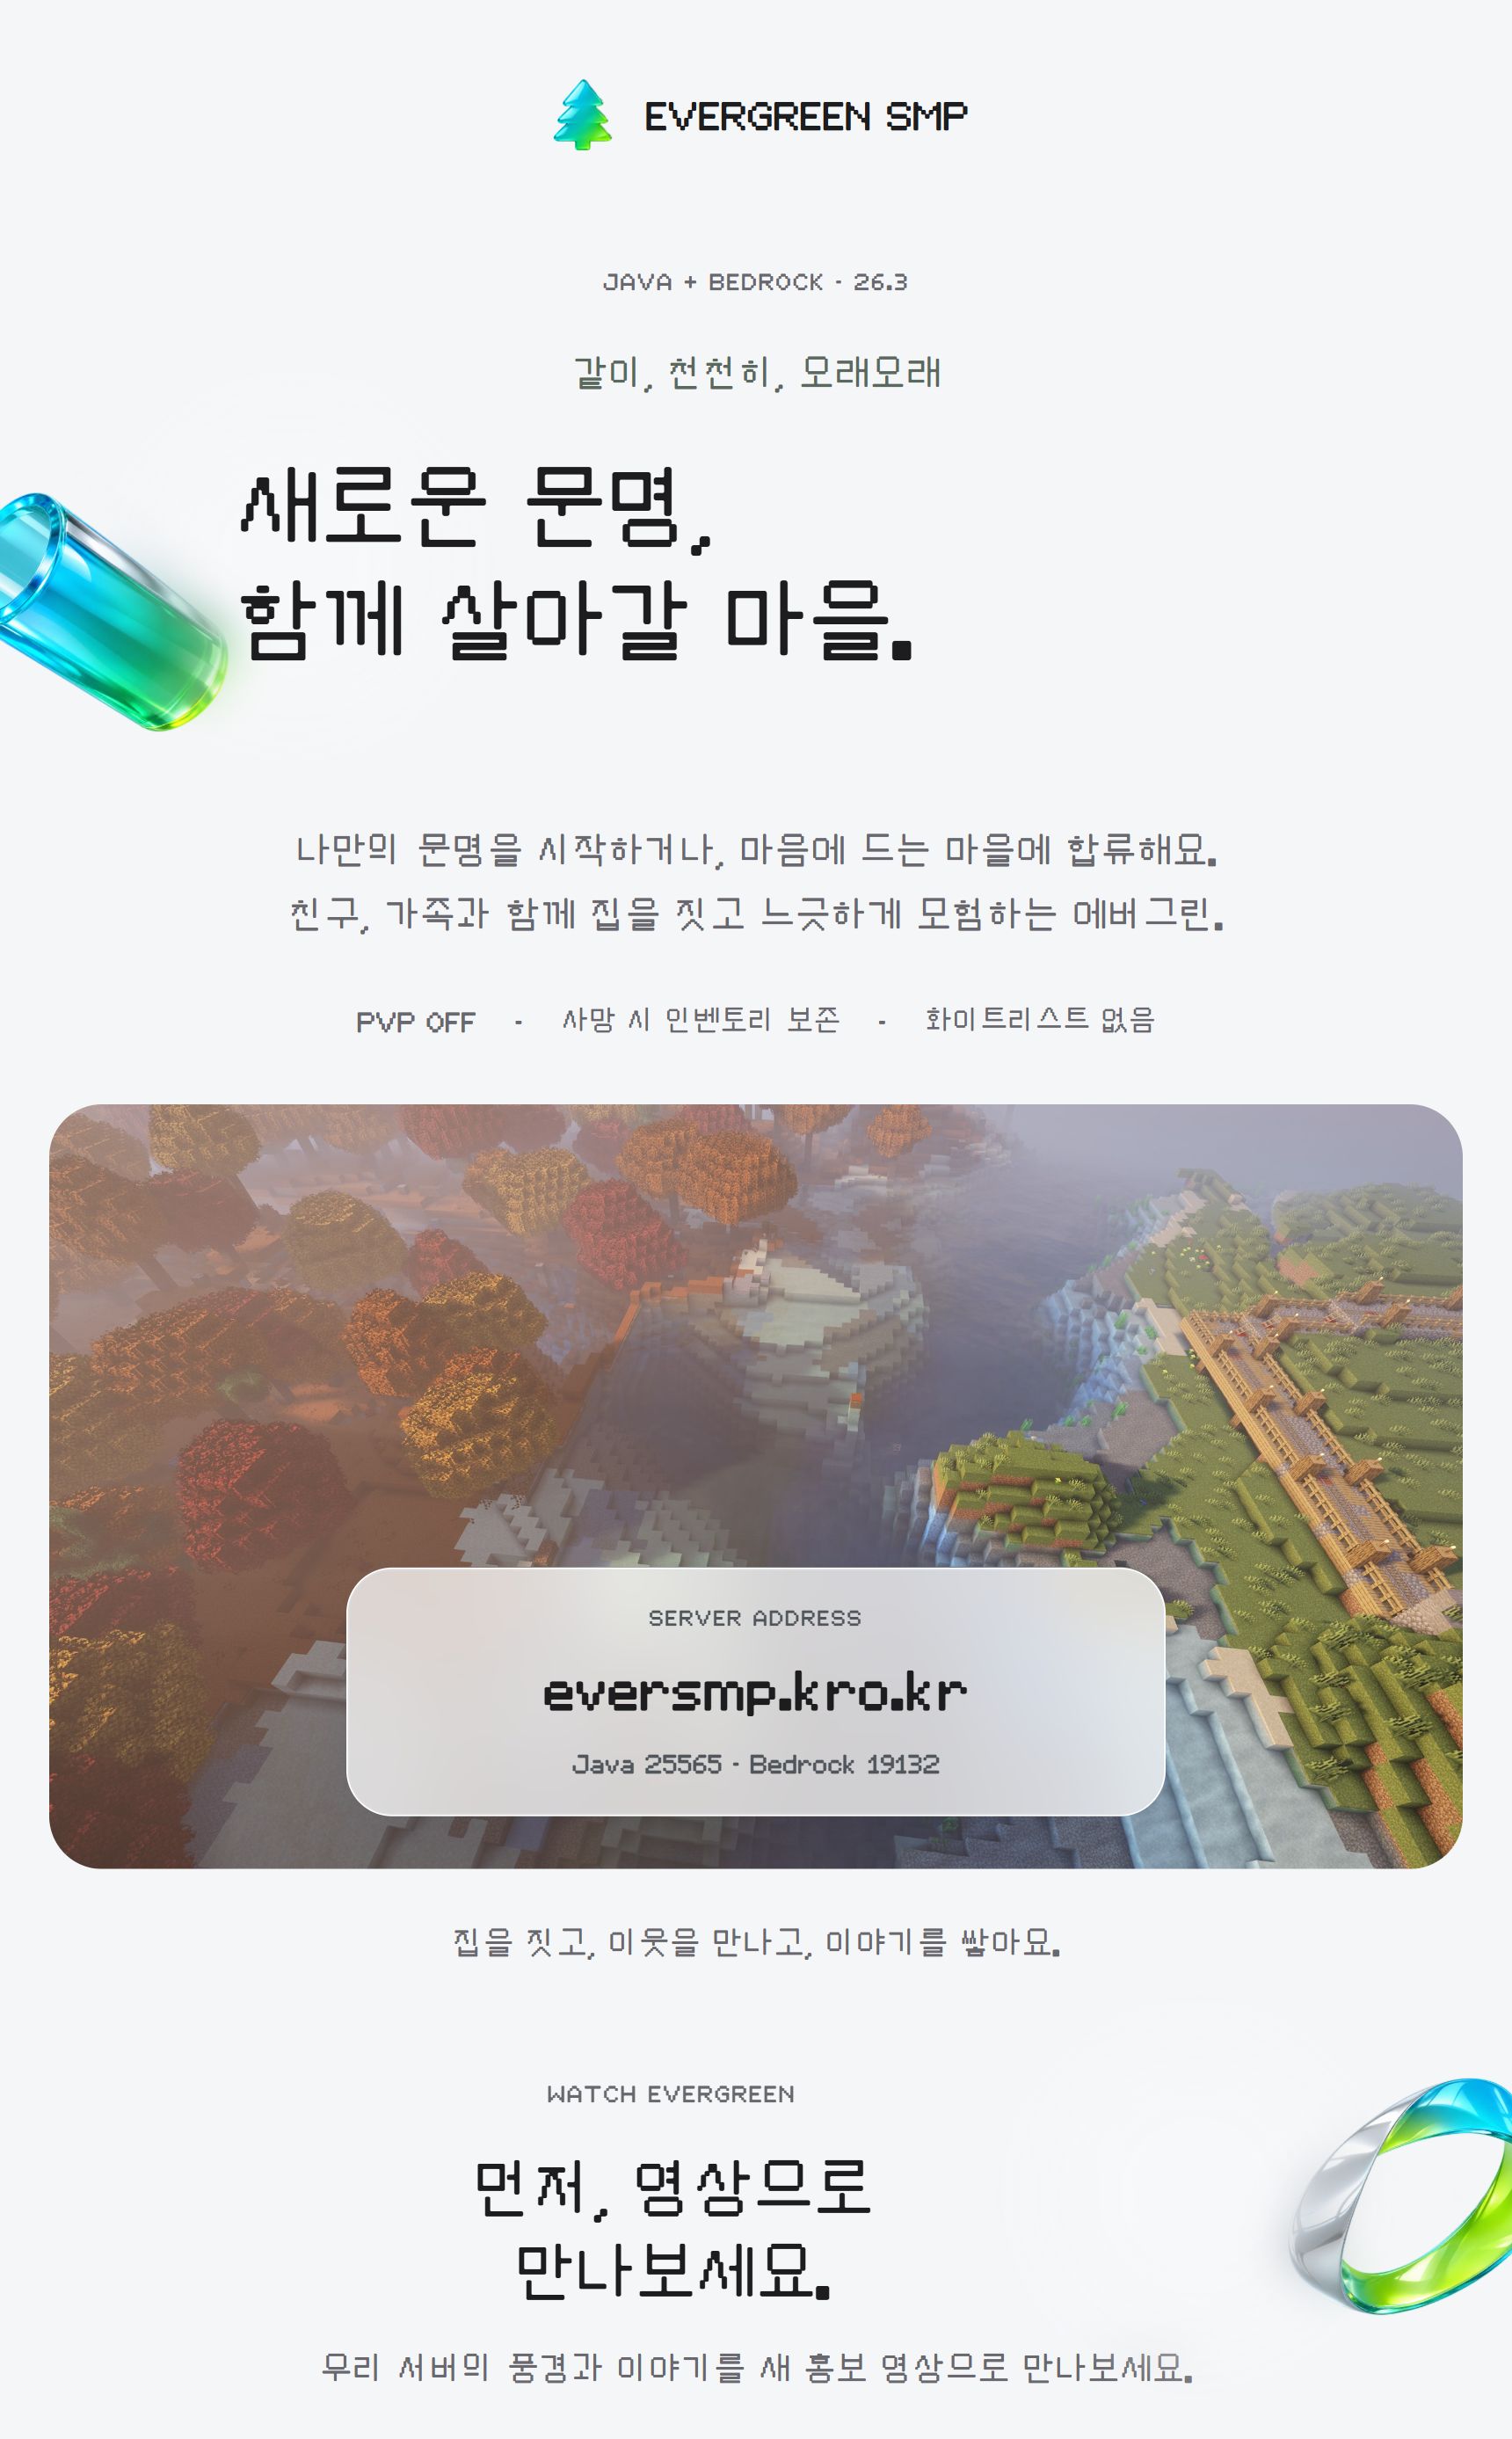 EVERGREEN SMP
JAVA + BEDROCK · 26.3
같이, 천천히, 오래오래
새로운 문명,
함께 살아갈 마을.
나만의 문명을 시작하거나, 마음에 드는 마을에 합류해요.
친구, 가족과 함께 집을 짓고 느긋하게 모험하는 에버그린.
PVP OFF · 사망 시 인벤토리 보존 · 화이트리스트 없음
SERVER ADDRESS
eversmp.kro.kr
Java 25565 · Bedrock 19132
집을 짓고, 이웃을 만나고, 이야기를 쌓아요.
WATCH EVERGREEN
먼저, 영상으로
만나보세요.
우리 서버의 풍경과 이야기를 새 홍보 영상으로 만나보세요.